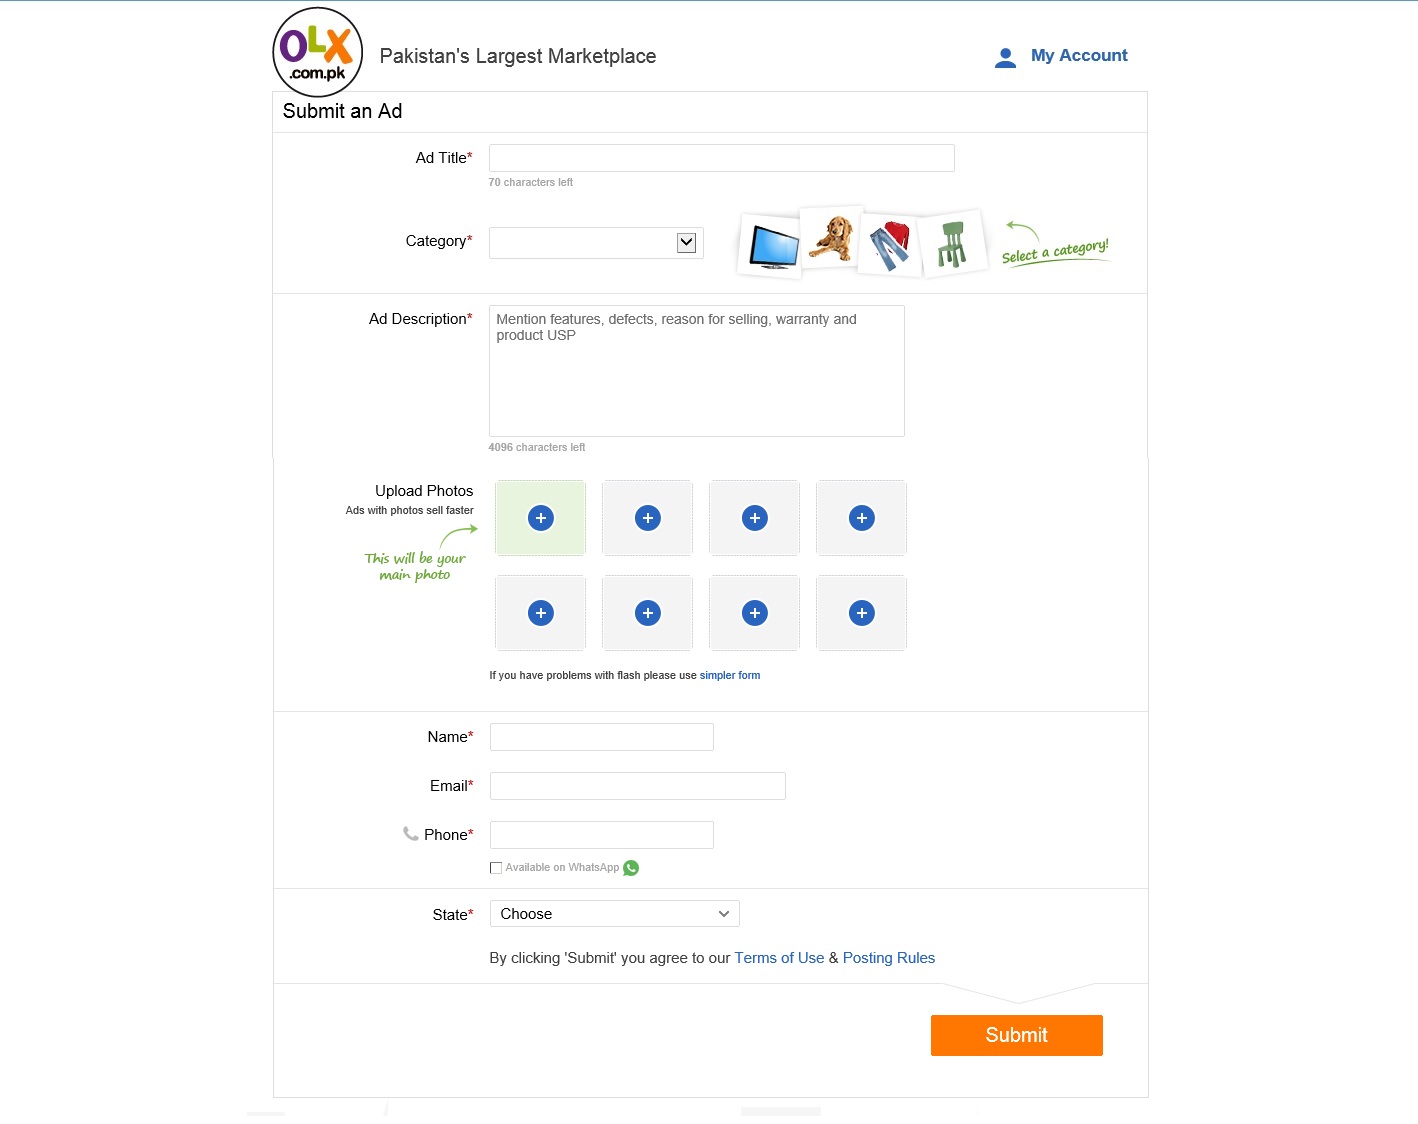 OLX
.com.pk
Pakistan's Largest Marketplace
My Account
Submit an Ad
Ad Title*
70 characters left
Category*
Select a category!
Ad Description*
Mention features, defects, reason for selling, warranty and
product USP
4096 characters left
Upload Photos
Ads with photos sell faster
This will be your
main photo
If you have problems with flash please use simpler form
Name*
Email*
Phone*
Available on WhatsApp
State*
Choose
By clicking 'Submit' you agree to our Terms of Use & Posting Rules
Submit